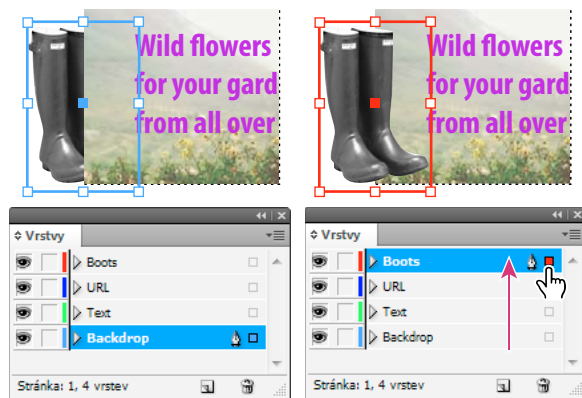 Wild flowers
for your gard
from all over
Wild flowers
for your gard
from all over
Vrstvy
Boots
URL
Text
Backdrop
Stránka: 1, 4 vrstev
Vrstvy
Boots
URL
Text
Backdrop
Stránka: 1, 4 vrstev